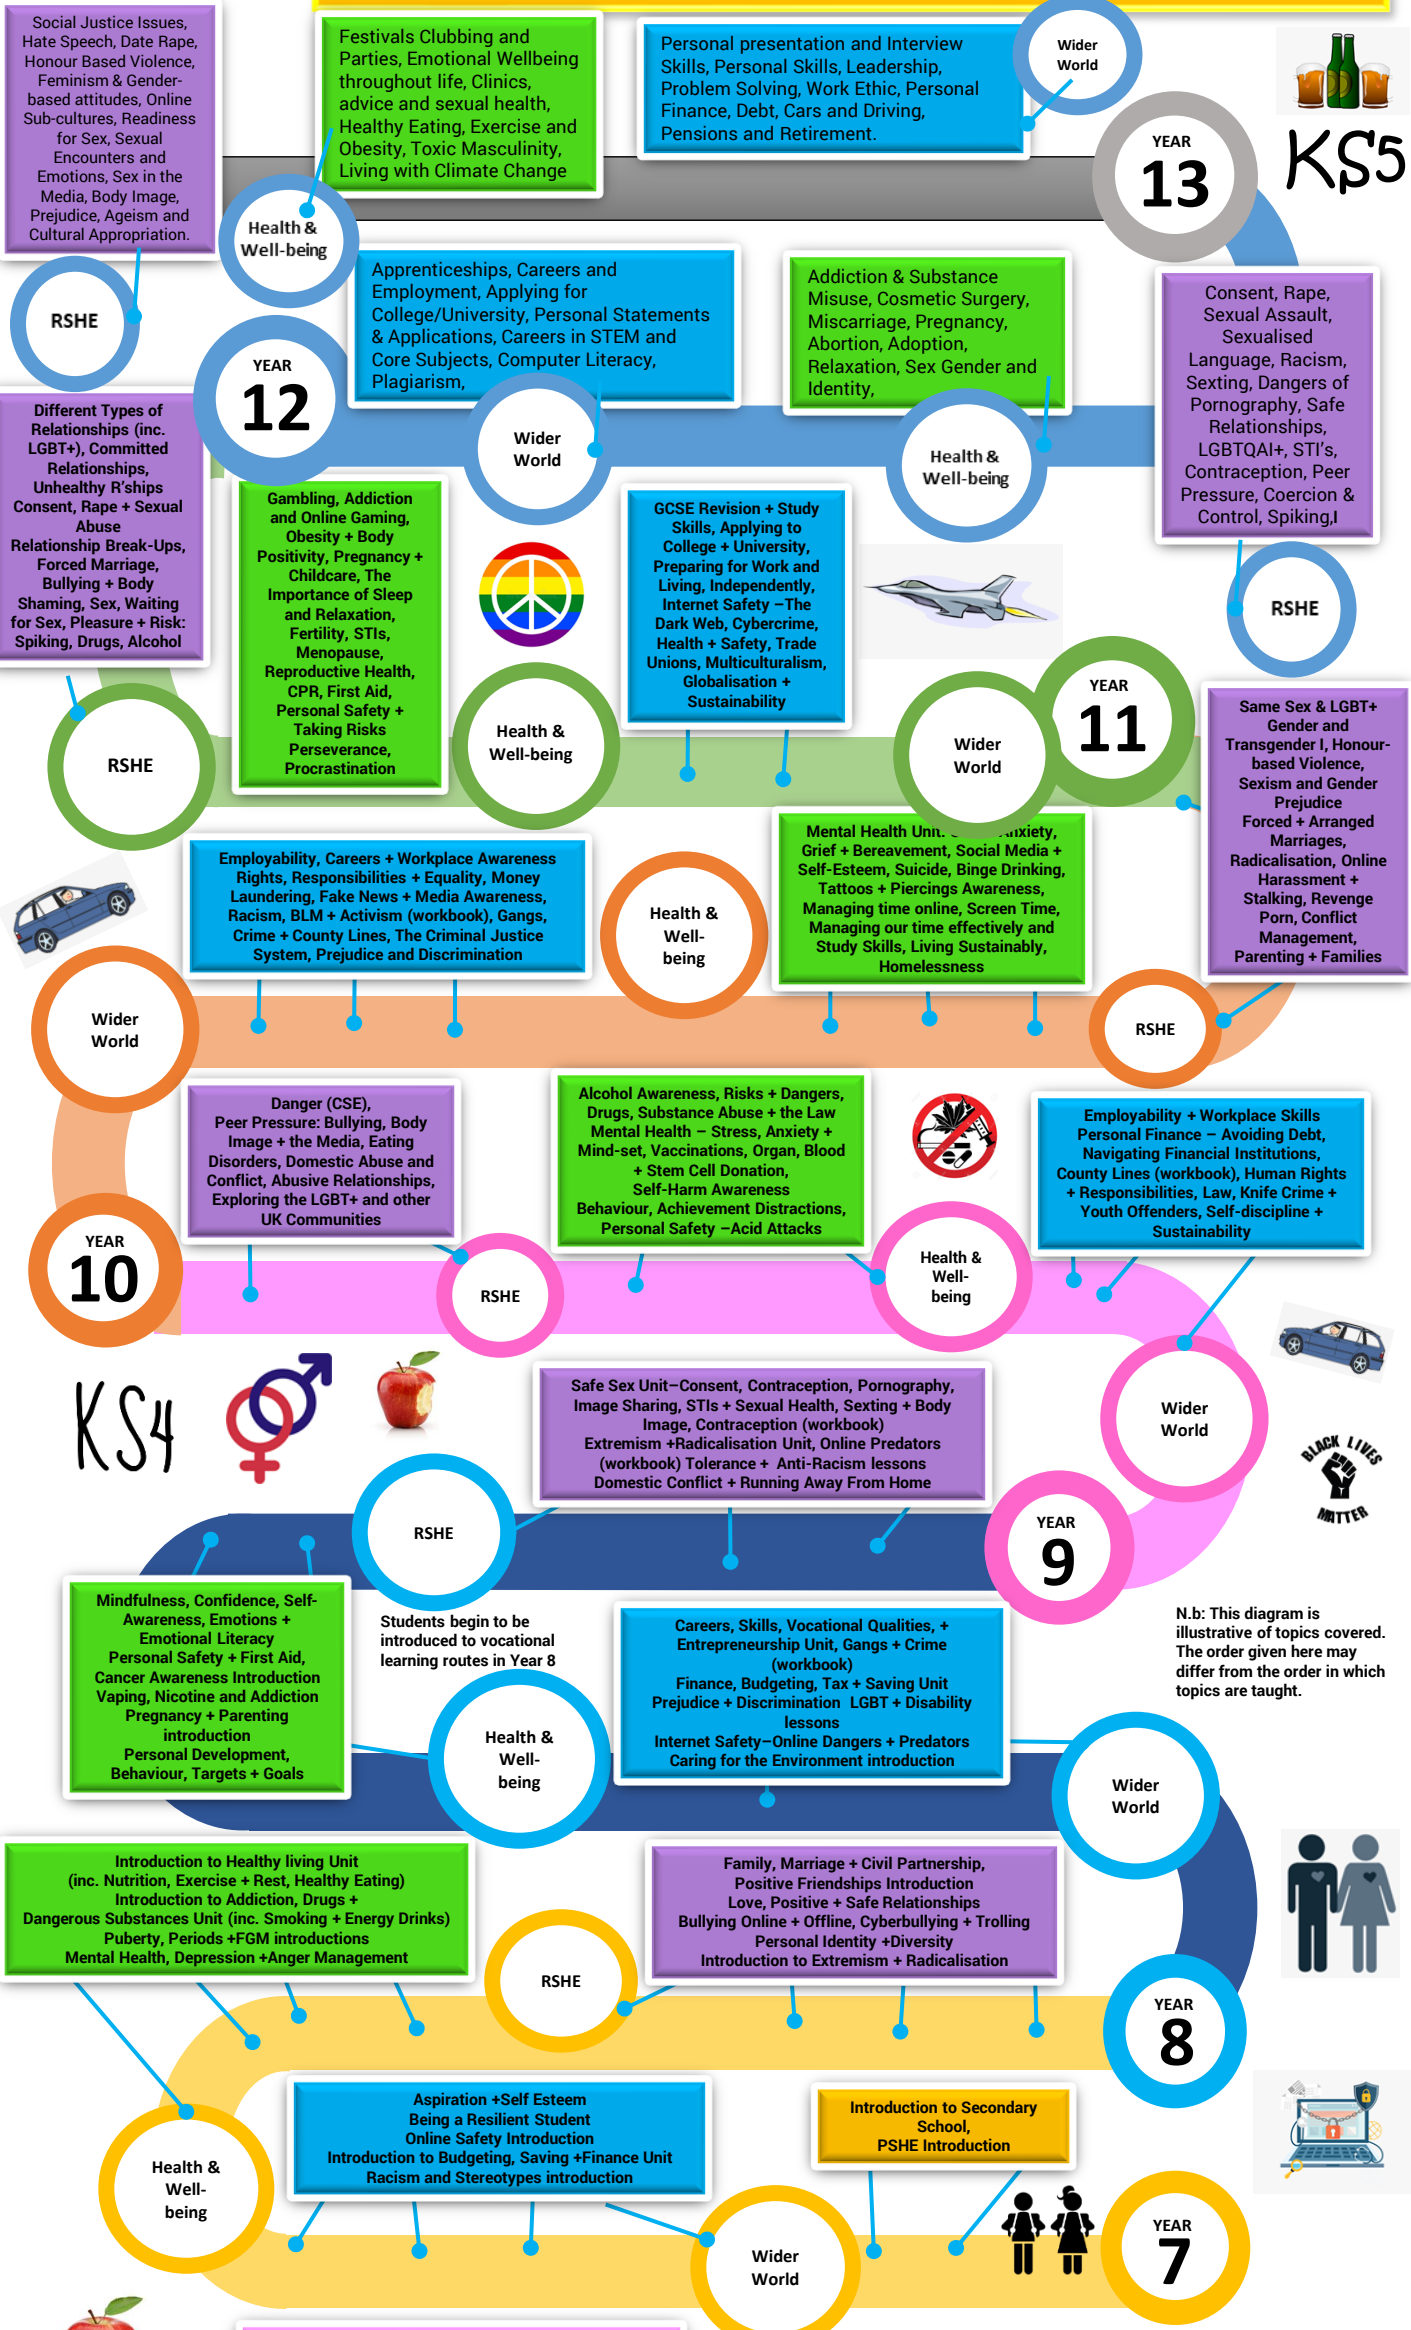 Social Justice Issues,
Hate Speech, Date Rape,
Honour Based Violence,
Feminism & Gender-
based attitudes, Online
Sub-cultures, Readiness
for Sex, Sexual
Encounters and
Emotions, Sex in the
Media, Body Image,
Prejudice, Ageism and
Cultural Appropriation.
Festivals Clubbing and
Parties, Emotional Wellbeing
throughout life, Clinics,
advice and sexual health,
Healthy Eating, Exercise and
Obesity, Toxic Masculinity,
Living with Climate Change
Personal presentation and Interview
Skills, Personal Skills, Leadership,
Problem Solving, Work Ethic, Personal
Finance, Debt, Cars and Driving,
Pensions and Retirement.
Wider
World
YEAR
13
KS5
Health &
Well-being
RSHE
YEAR
12
Apprenticeships, Careers and
Employment, Applying for
College/University, Personal Statements
& Applications, Careers in STEM and
Core Subjects, Computer Literacy,
Plagiarism,
Wider
World
Addiction & Substance
Misuse, Cosmetic Surgery,
Miscarriage, Pregnancy,
Abortion, Adoption,
Relaxation, Sex Gender and
Identity,
Health &
Well-being
Consent, Rape,
Sexual Assault,
Sexualised
Language, Racism,
Sexting, Dangers of
Pornography, Safe
Relationships,
LGBTQAI+, STI's,
Contraception, Peer
Pressure, Coercion &
Control, Spiking,I
RSHE
Different Types of
Relationships (inc.
LGBT+), Committed
Relationships,
Unhealthy R'ships
Consent, Rape + Sexual
Abuse
Relationship Break-Ups,
Forced Marriage,
Bullying + Body
Shaming, Sex, Waiting
for Sex, Pleasure + Risk:
Spiking, Drugs, Alcohol
RSHE
Gambling, Addiction
and Online Gaming,
Obesity + Body
Positivity, Pregnancy +
Childcare, The
Importance of Sleep
and Relaxation,
Fertility, STIs,
Menopause,
Reproductive Health,
CPR, First Aid,
Personal Safety +
Taking Risks
Perseverance,
Procrastination
Health &
Well-being
GCSE Revision + Study
Skills, Applying to
College + University,
Preparing for Work and
Living, Independently,
Internet Safety –The
Dark Web, Cybercrime,
Health + Safety, Trade
Unions, Multiculturalism,
Globalisation +
Sustainability
Wider
World
YEAR
11
Same Sex & LGBT+
Gender and
Transgender I, Honour-
based Violence,
Sexism and Gender
Prejudice
Forced + Arranged
Marriages,
Radicalisation, Online
Harassment +
Stalking, Revenge
Porn, Conflict
Management,
Parenting + Families
Employability, Careers + Workplace Awareness
Rights, Responsibilities + Equality, Money
Laundering, Fake News + Media Awareness,
Racism, BLM + Activism (workbook), Gangs,
Crime + County Lines, The Criminal Justice
System, Prejudice and Discrimination
Health &
Well-
being
Mental Health Unit. Anxiety,
Grief + Bereavement, Social Media +
Self-Esteem, Suicide, Binge Drinking,
Tattoos + Piercings Awareness,
Managing time online, Screen Time,
Managing our time effectively and
Study Skills, Living Sustainably,
Homelessness
Wider
World
RSHE
Danger (CSE),
Peer Pressure: Bullying, Body
Image + the Media, Eating
Disorders, Domestic Abuse and
Conflict, Abusive Relationships,
Exploring the LGBT+ and other
UK Communities
Alcohol Awareness, Risks + Dangers,
Drugs, Substance Abuse + the Law
Mental Health – Stress, Anxiety +
Mind-set, Vaccinations, Organ, Blood
+ Stem Cell Donation,
Self-Harm Awareness
Behaviour, Achievement Distractions,
Personal Safety –Acid Attacks
Employability + Workplace Skills
Personal Finance – Avoiding Debt,
Navigating Financial Institutions,
County Lines (workbook), Human Rights
+ Responsibilities, Law, Knife Crime +
Youth Offenders, Self-discipline +
Sustainability
YEAR
10
RSHE
Health &
Well-
being
KS4
Safe Sex Unit–Consent, Contraception, Pornography,
Image Sharing, STIs + Sexual Health, Sexting + Body
Image, Contraception (workbook)
Extremism +Radicalisation Unit, Online Predators
(workbook) Tolerance + Anti-Racism lessons
Domestic Conflict + Running Away From Home
Wider
World
BLACK LIVES
MATTER
RSHE
YEAR
9
Mindfulness, Confidence, Self-
Awareness, Emotions +
Emotional Literacy
Personal Safety + First Aid,
Cancer Awareness Introduction
Vaping, Nicotine and Addiction
Pregnancy + Parenting
introduction
Personal Development,
Behaviour, Targets + Goals
Students begin to be
introduced to vocational
learning routes in Year 8
Health &
Well-
being
Careers, Skills, Vocational Qualities, +
Entrepreneurship Unit, Gangs + Crime
(workbook)
Finance, Budgeting, Tax + Saving Unit
Prejudice + Discrimination LGBT + Disability
lessons
Internet Safety–Online Dangers + Predators
Caring for the Environment introduction
N.b: This diagram is
illustrative of topics covered.
The order given here may
differ from the order in which
topics are taught.
Wider
World
Introduction to Healthy living Unit
(inc. Nutrition, Exercise + Rest, Healthy Eating)
Introduction to Addiction, Drugs +
Dangerous Substances Unit (inc. Smoking + Energy Drinks)
Puberty, Periods +FGM introductions
Mental Health, Depression +Anger Management
RSHE
Family, Marriage + Civil Partnership,
Positive Friendships Introduction
Love, Positive + Safe Relationships
Bullying Online + Offline, Cyberbullying + Trolling
Personal Identity +Diversity
Introduction to Extremism + Radicalisation
YEAR
8
Health &
Well-
being
Aspiration +Self Esteem
Being a Resilient Student
Online Safety Introduction
Introduction to Budgeting, Saving +Finance Unit
Racism and Stereotypes introduction
Introduction to Secondary
School,
PSHE Introduction
Wider
World
YEAR
7